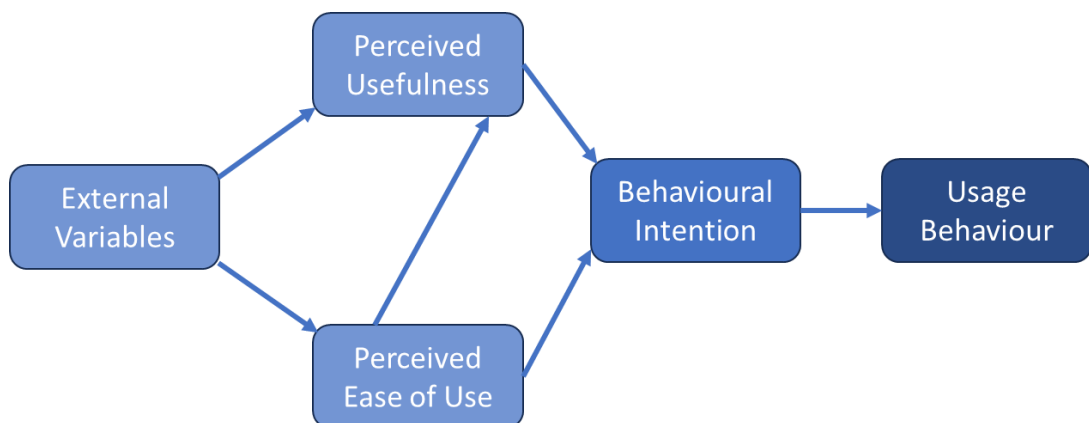 Perceived
Usefulness
External
Variables
Behavioural
Intention
Usage
Behaviour
Perceived
Ease of Use